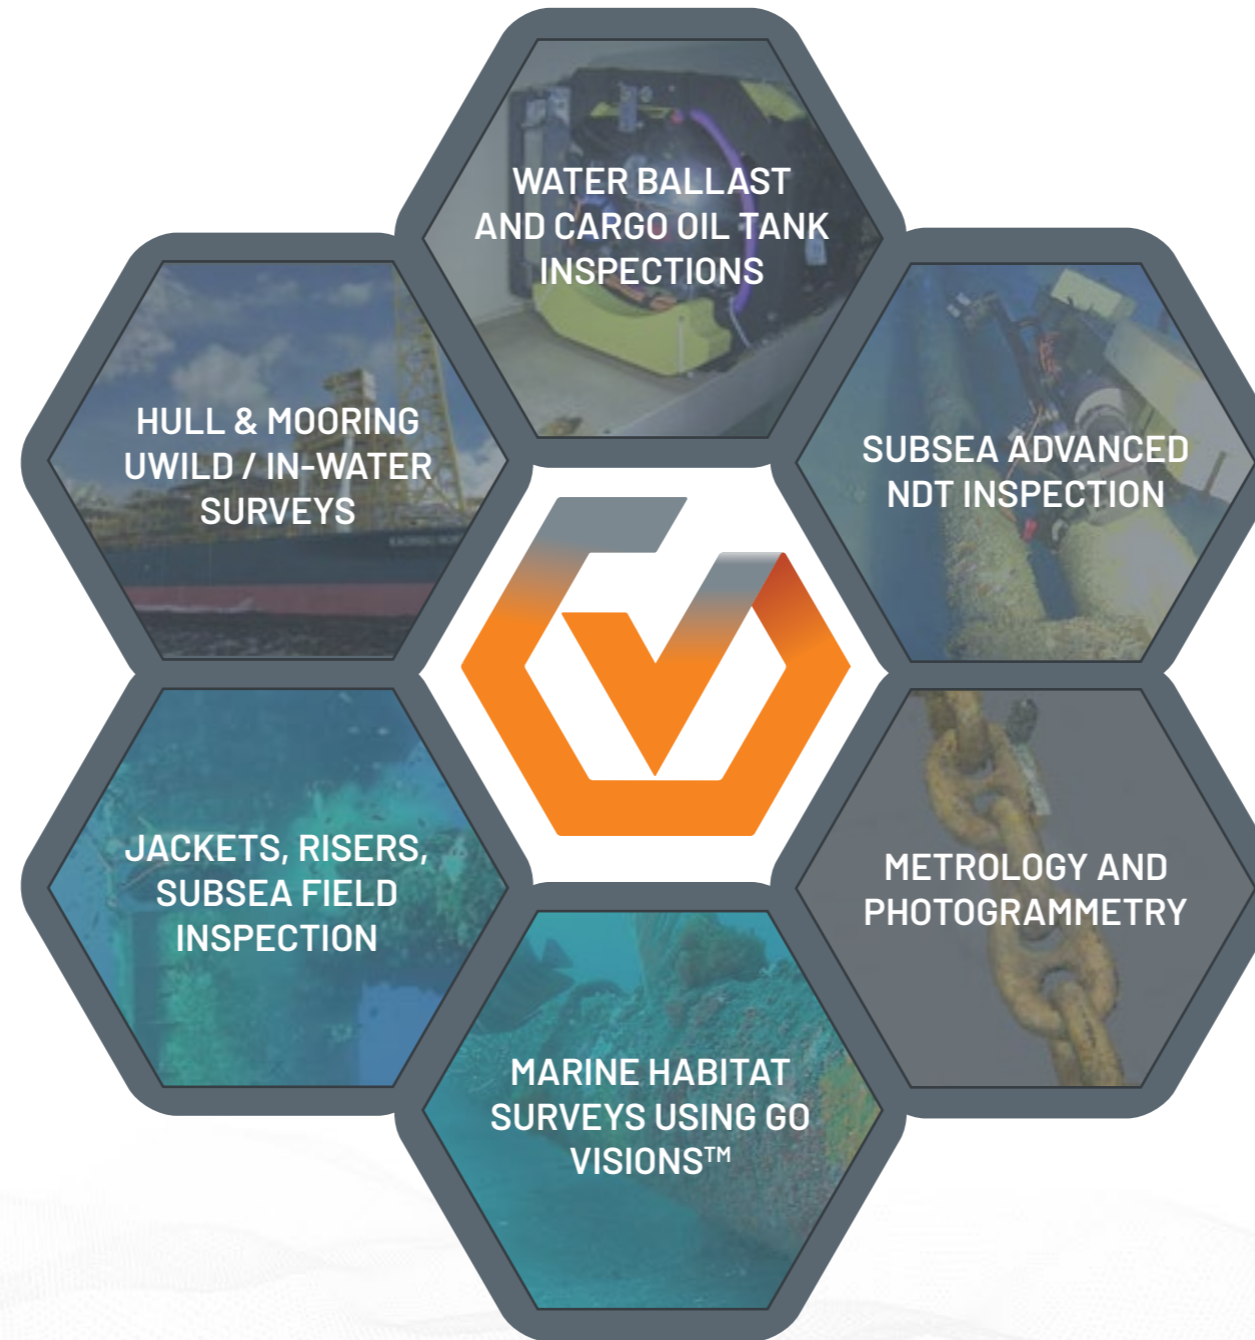 WATER BALLAST
AND CARGO OIL TANK
INSPECTIONS
HULL & MOORING
UWILD / IN-WATER
SURVEYS
SUBSEA ADVANCED
NDT INSPECTION
JACKETS, RISERS,
SUBSEA FIELD
INSPECTION
METROLOGY AND
PHOTOGRAMMETRY
MARINE HABITAT
SURVEYS USING GO
VISIONS™